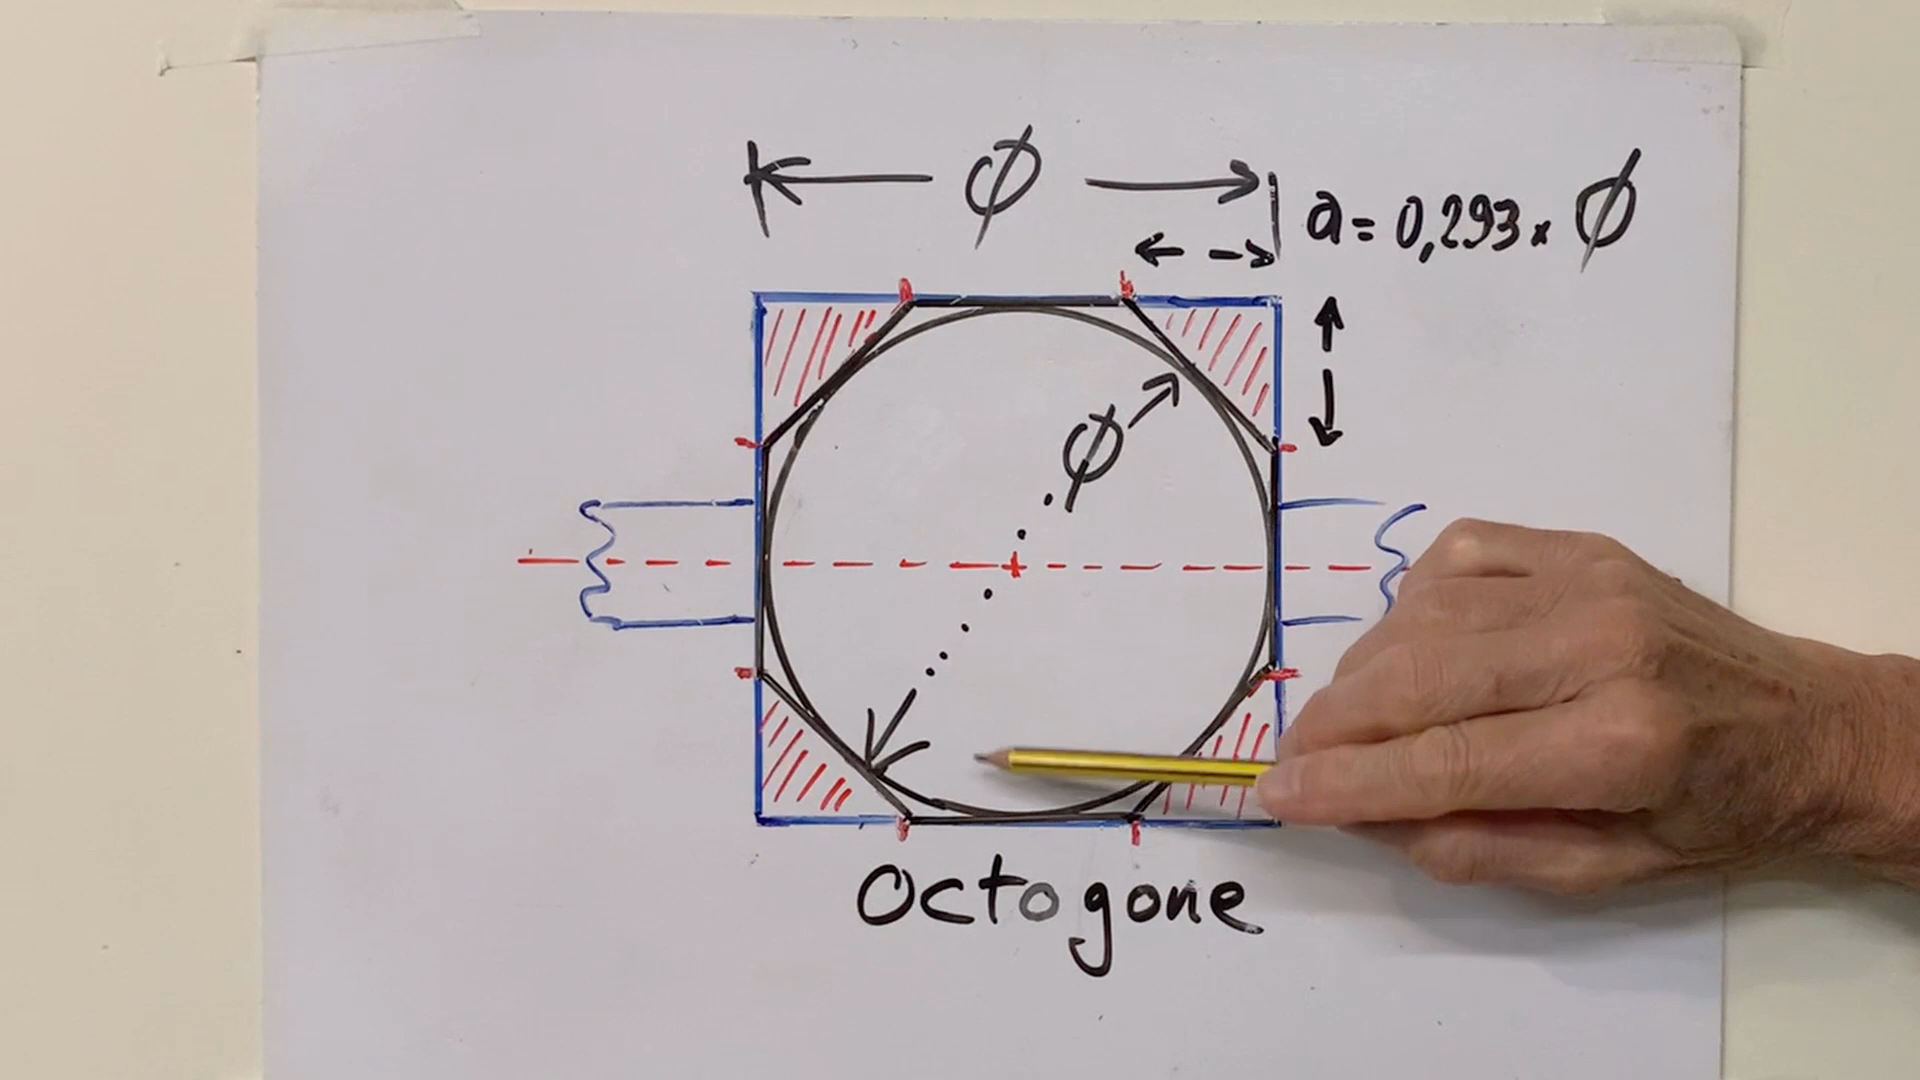 Ø
a = 0,293 × Ø
Ø
Octogone